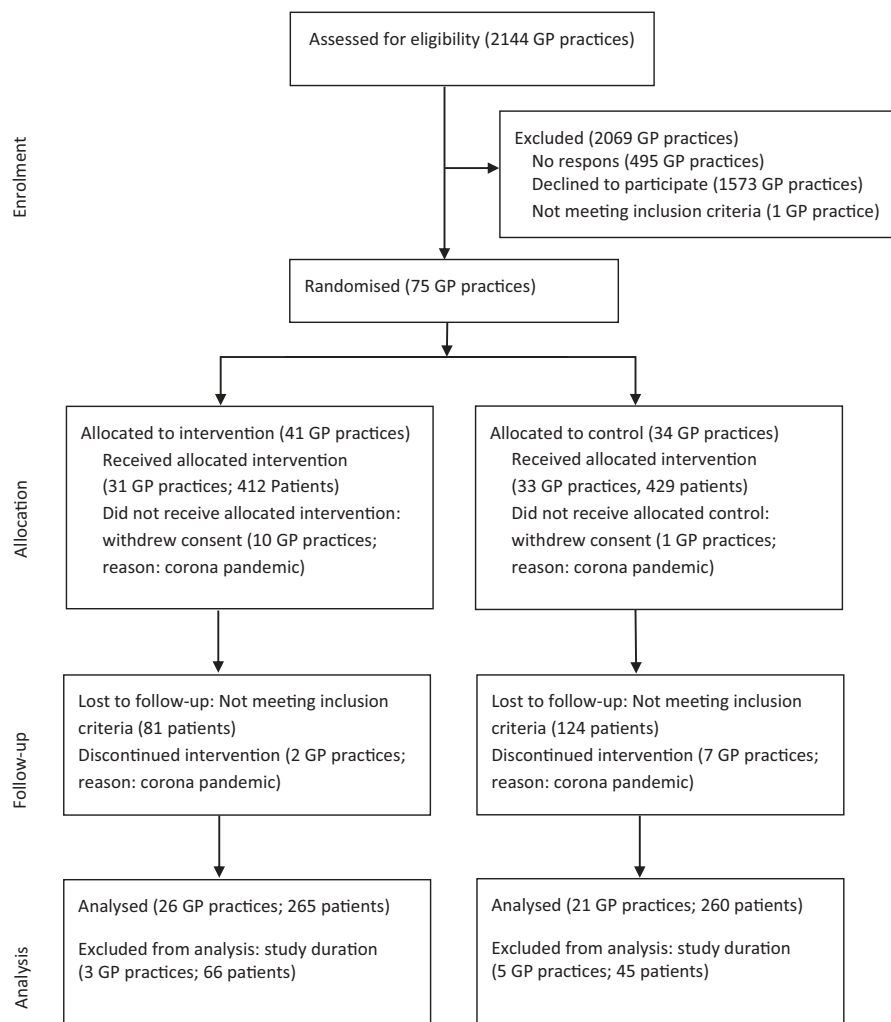 Assessed for eligibility (2144 GP practices)
Enrolment
Excluded (2069 GP practices)
No respons (495 GP practices)
Declined to participate (1573 GP practices)
Not meeting inclusion criteria (1 GP practice)
Randomised (75 GP practices)
Allocation
Allocated to intervention (41 GP practices)
Received allocated intervention
(31 GP practices; 412 Patients)
Did not receive allocated intervention:
withdrew consent (10 GP practices;
reason: corona pandemic)
Allocated to control (34 GP practices)
Received allocated intervention
(33 GP practices, 429 patients)
Did not receive allocated control:
withdrew consent (1 GP practices;
reason: corona pandemic)
Follow-up
Lost to follow-up: Not meeting inclusion
criteria (81 patients)
Discontinued intervention (2 GP practices;
reason: corona pandemic)
Lost to follow-up: Not meeting inclusion
criteria (124 patients)
Discontinued intervention (7 GP practices;
reason: corona pandemic)
Analysis
Analysed (26 GP practices; 265 patients)
Excluded from analysis: study duration
(3 GP practices; 66 patients)
Analysed (21 GP practices; 260 patients)
Excluded from analysis: study duration
(5 GP practices; 45 patients)